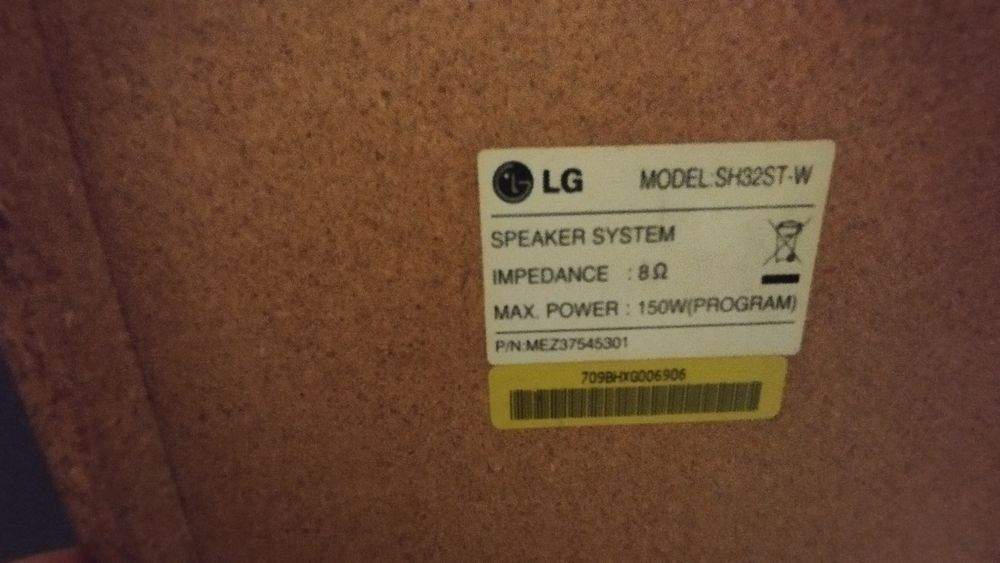 LG MODEL:SH32ST-W
SPEAKER SYSTEM
IMPEDANCE : 8Ω
MAX. POWER : 150W(PROGRAM)
P/N:MEZ37545301
709BHXG006906